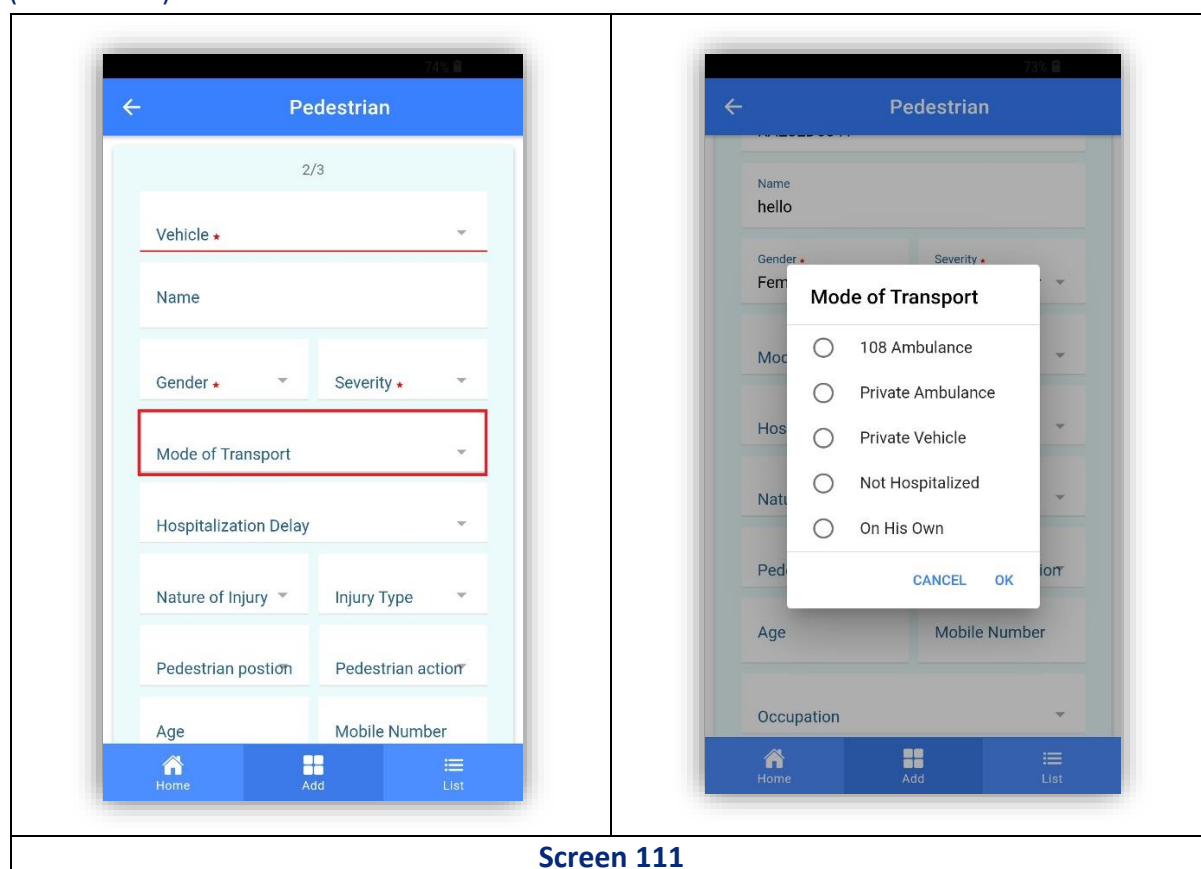 74%
Pedestrian
2/3
Vehicle *
Name
Gender *
Severity *
Mode of Transport
Hospitalization Delay
Nature of Injury
Injury Type
Pedestrian postion
Pedestrian action
Age
Mobile Number
Home
Add
List
73%
Pedestrian
Name
hello
Gender *
Severity *
Fem
Mode of Transport
108 Ambulance
Private Ambulance
Private Vehicle
Not Hospitalized
On His Own
CANCEL OK
Age
Mobile Number
Occupation
Home
Add
List
Screen 111